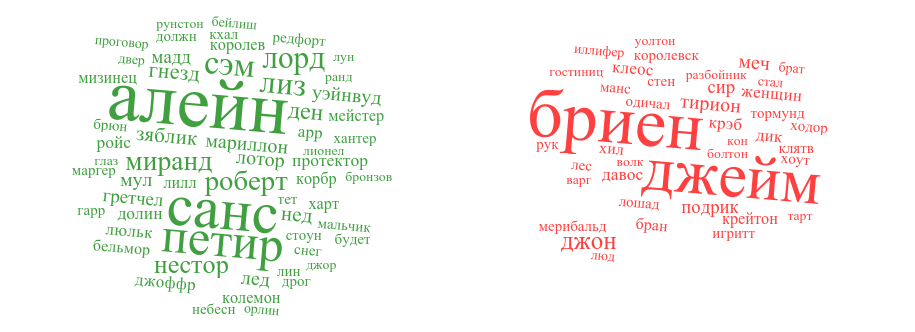 рунстон бейлиш
должн кхал редфорт
проговор королев
двер мадд лорд лун
мизинец гнезд сэм ранд
лиз уэйнвуд
алейн ден мейстер
брюн зяблик мариллон арр хантер
ройс лионел
глаз миранд лотор протектор
маргер мул лилл роберт корбр бронзов
гретчел тет харт
гарр долин санс нед мальчик
люльк петир стоун будет
бельмор снег
нестор лин джор
джоффр лед дрог
колемон
небесн орлин
уолтон
иллифер королевск
гостиниц клеос меч брат
стен разбойник стал
манс сир женщин
одичал тирион тормунд
бриен крэб дик ходор
рук хил кон клятв
волк болтон хоут
лес давос джейм
варг
лошад подрик
крейтон тарт
мерибальд бран игритт
джон
люд